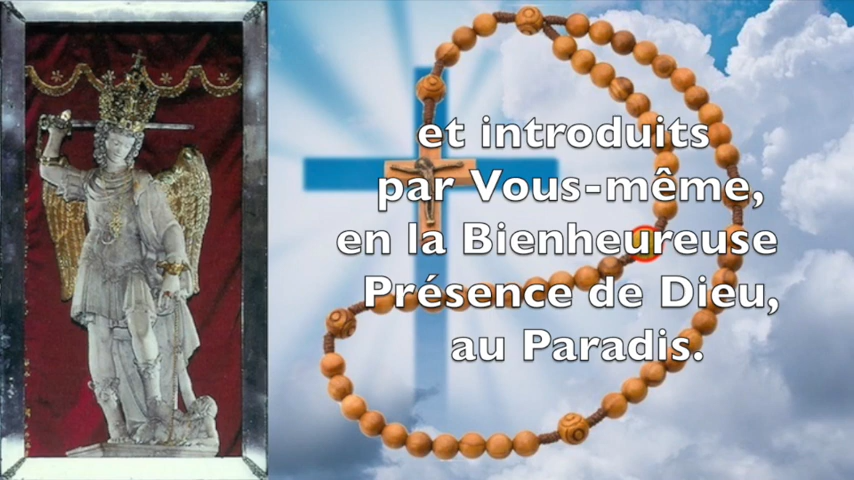 et introduits
par Vous-même,
en la Bienheureuse
Présence de Dieu,
au Paradis.